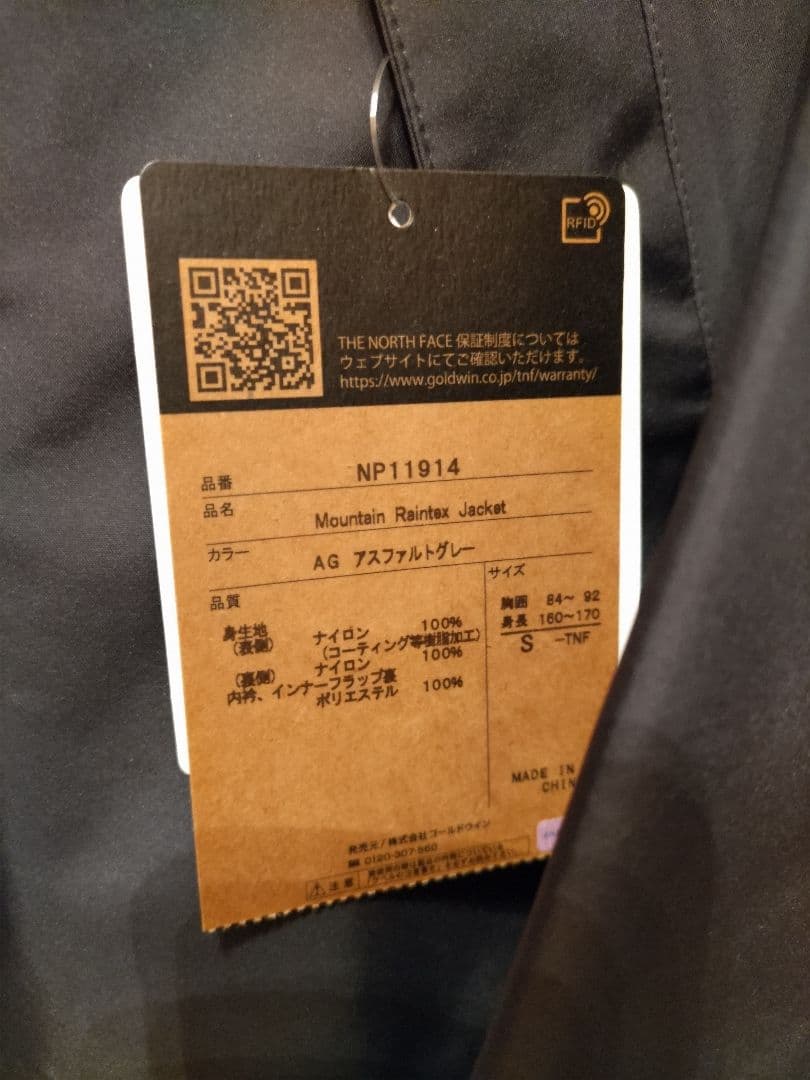 RFID
THE NORTH FACE 保証制度については
ウェブサイトにてご確認いただけます。
https://www.goldwin.co.jp/tnf/warranty/
品番 NP11914
品名 Mountain Raintex Jacket
カラー AG アスファルトグレー
品質
身生地 ナイロン 100%
(表側) (コーティング等樹脂加工)
(裏側) ナイロン 100%
内衿、インナーフラップ裏
ポリエステル 100%
サイズ
胸囲 84～ 92
身長 160～170
S -TNF
MADE IN
CHIN
発売元/株式会社ゴールドウイン
0120-307-560
注意